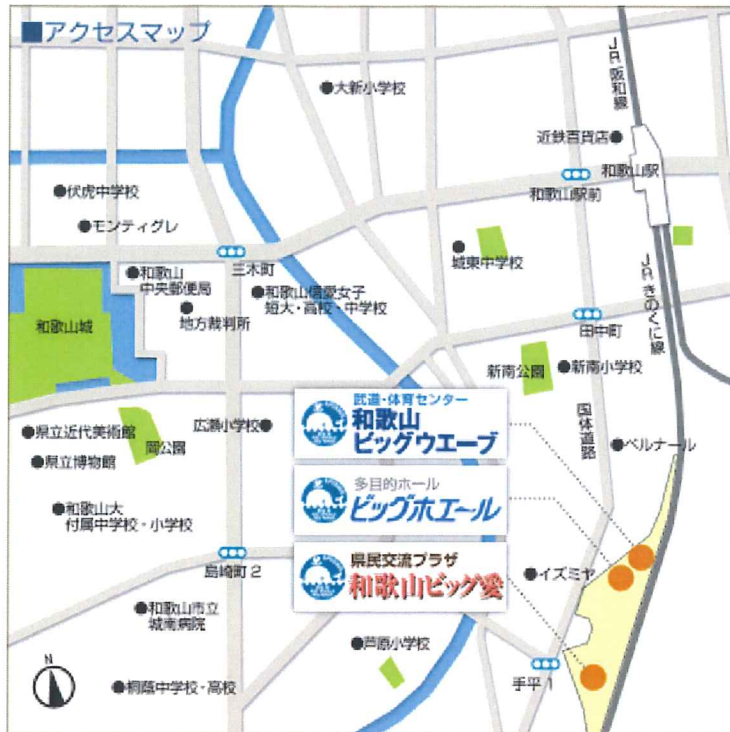 ■アクセスマップ
JR阪和線
●大新小学校
近鉄百貨店●
和歌山駅
和歌山駅前
●伏虎中学校
●モンティグレ
三木町
●城東中学校
●和歌山
中央郵便局
●和歌山信愛女子
短大・高校・中学校
JRきのくに線
●地方裁判所
和歌山城
田中町
新南公園
●新南小学校
武道・体育センター
和歌山
ビッグウエーブ
国体道路
●県立近代美術館
岡公園
広瀬小学校●
●県立博物館
●ベルナール
多目的ホール
ビッグホエール
●和歌山大
付属中学校・小学校
島崎町2
県民交流プラザ
和歌山ビッグ愛
●イズミヤ
●和歌山市立
城南病院
●芦原小学校
手平1
N
●桐蔭中学校・高校